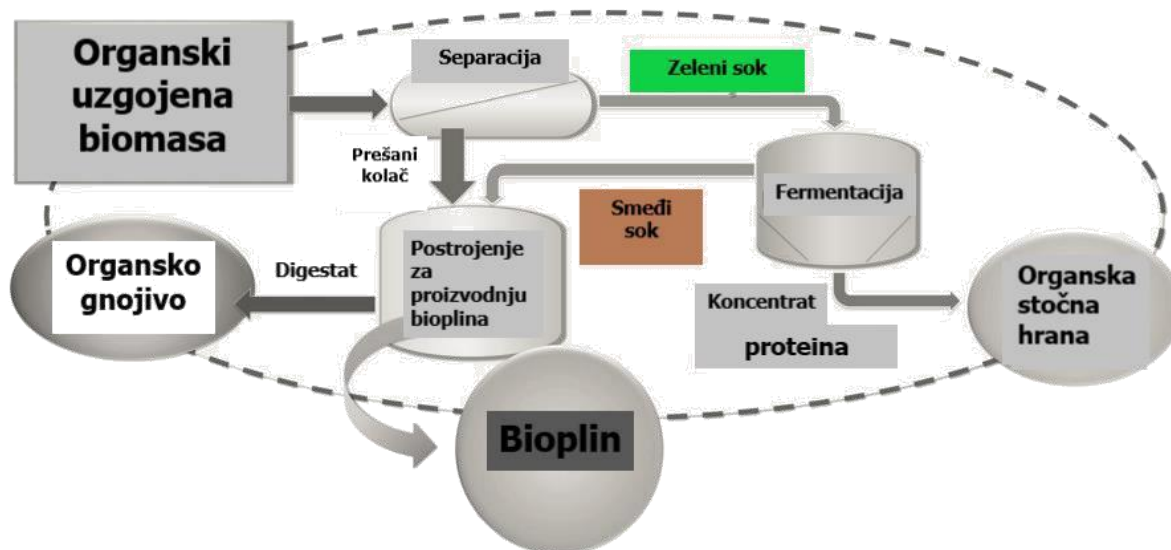 Organski
uzgojena
biomasa
Separacija
Zeleni sok
Prešani
kolač
Fermentacija
Smeđi
sok
Postrojenje
za
proizvodnju
bioplina
Digestat
Organsko
gnojivo
Koncentrat
proteina
Organska
stočna
hrana
Bioplin